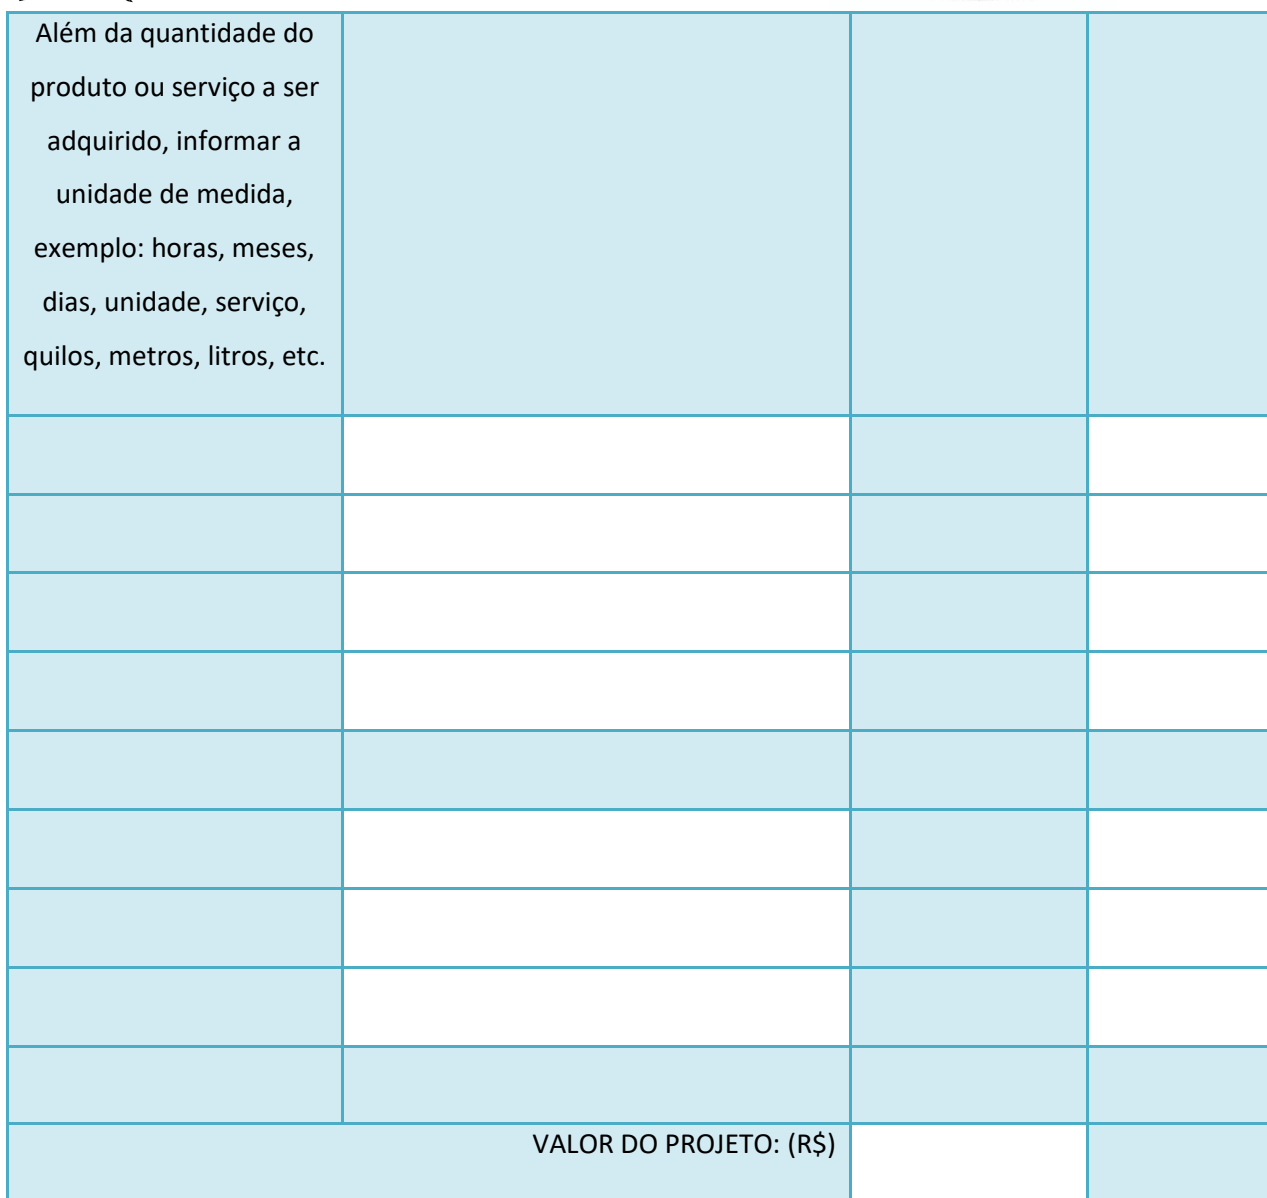 Além da quantidade do
produto ou serviço a ser
adquirido, informar a
unidade de medida,
exemplo: horas, meses,
dias, unidade, serviço,
quilos, metros, litros, etc.
VALOR DO PROJETO: (R$)